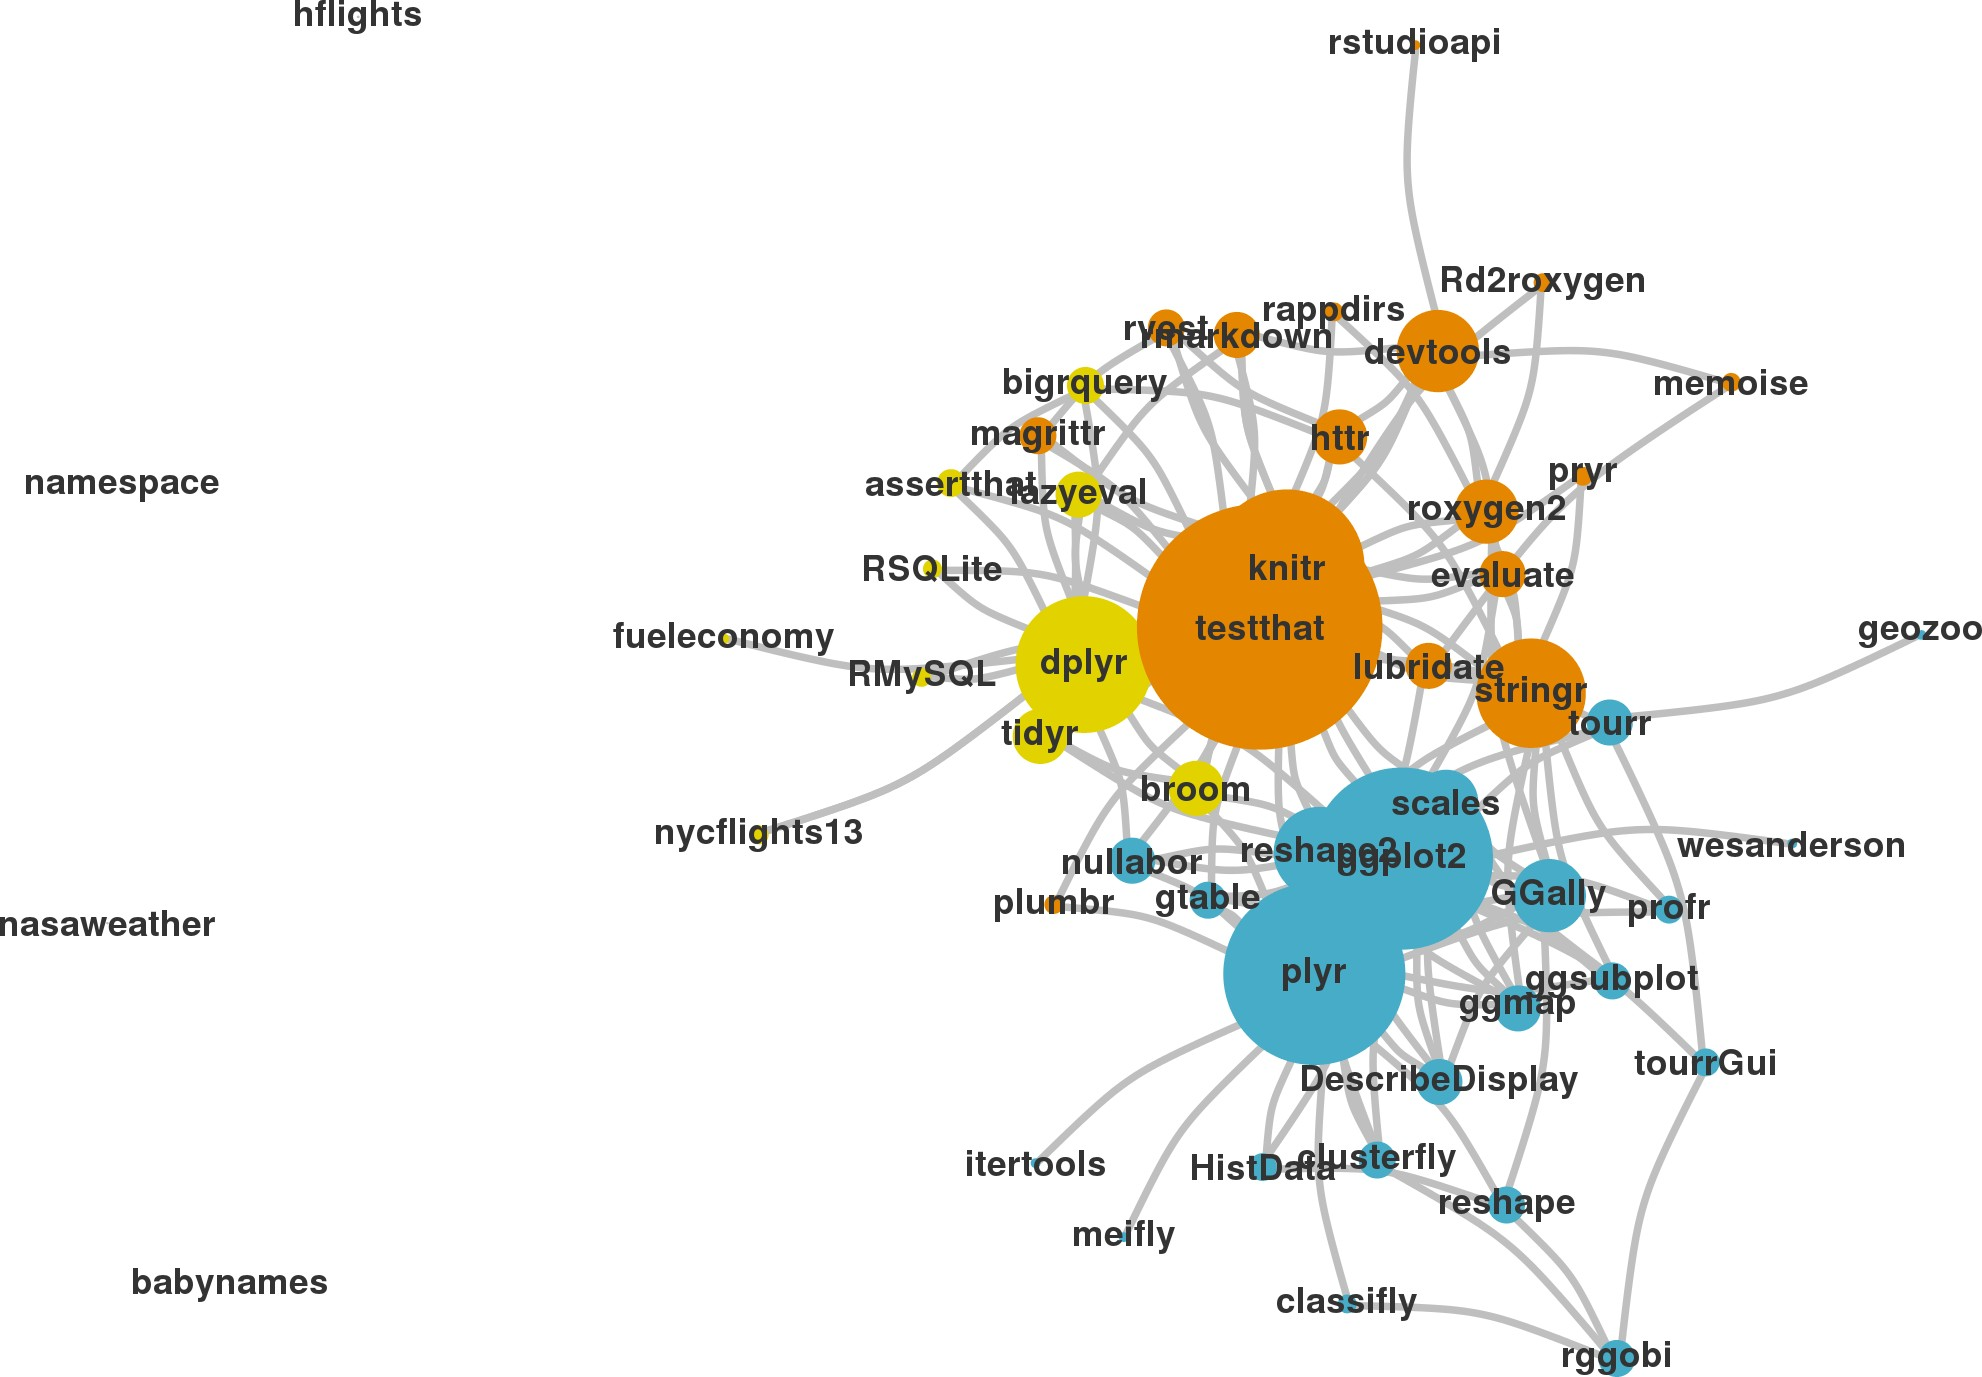 hflights
rstudioapi
Rd2roxygen
rappdirs
rvest
rmarkdown
devtools
bigrquery
memoise
magrittr
httr
pryr
assertthat
lazyeval
namespace
roxygen2
RSQLite
knitr
evaluate
fueleconomy
testthat
geozoo
dplyr
RMySQL
lubridate
stringr
tourr
tidyr
broom
scales
nycflights13
wesanderson
nullabor
reshape2
ggplot2
plumbr
gtable
GGally
profr
nasaweather
plyr
ggsubplot
ggmap
tourrGui
DescribeDisplay
itertools
HistData
clusterfly
reshape
meifly
babynames
classifly
rggobi